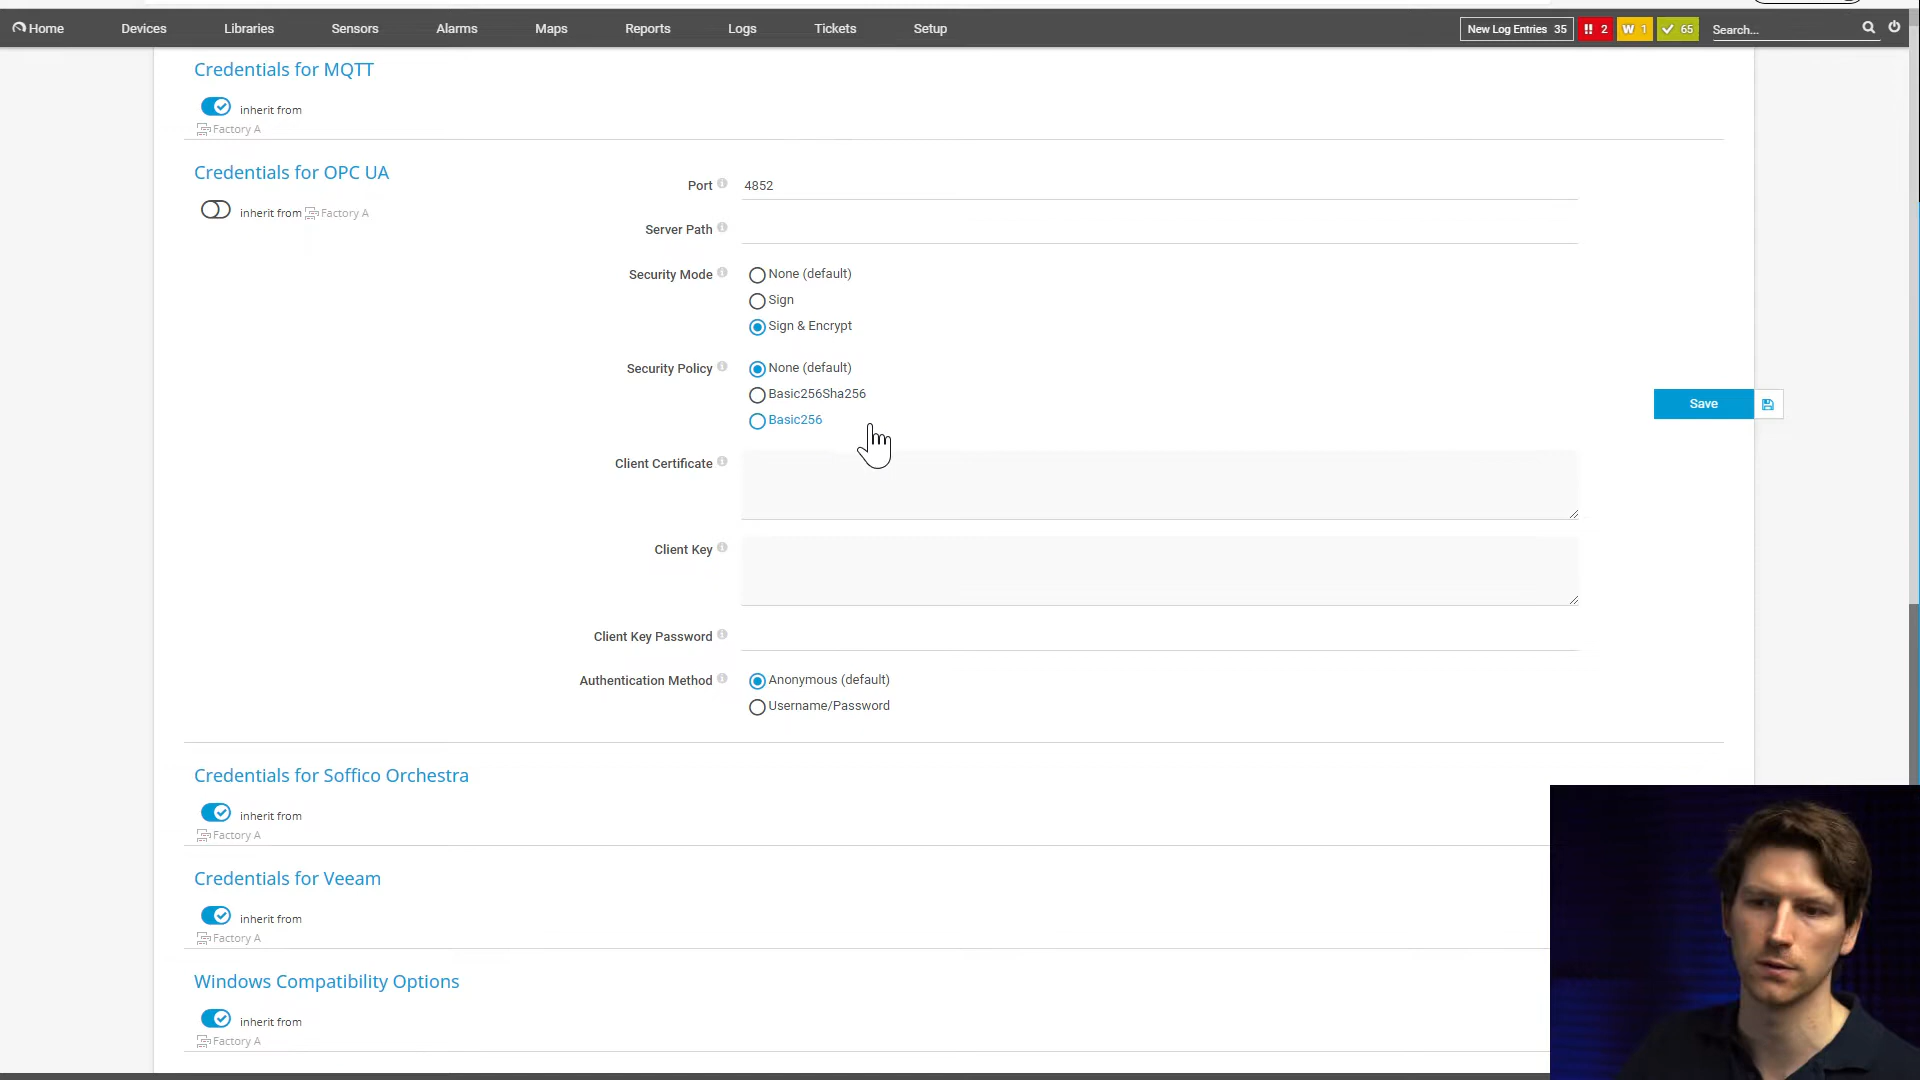 Home Devices Libraries Sensors Alarms Maps Reports Logs Tickets Setup New Log Entries 35 !! 2 W 1 65 Search...
Credentials for MQTT
inherit from
Factory A
Credentials for OPC UA
inherit from Factory A
Port 4852
Server Path
Security Mode None (default)
Sign
Sign & Encrypt
Security Policy None (default)
Basic256Sha256
Basic256
Save
Client Certificate
Client Key
Client Key Password
Authentication Method Anonymous (default)
Username/Password
Credentials for Soffico Orchestra
inherit from
Factory A
Credentials for Veeam
inherit from
Factory A
Windows Compatibility Options
inherit from
Factory A